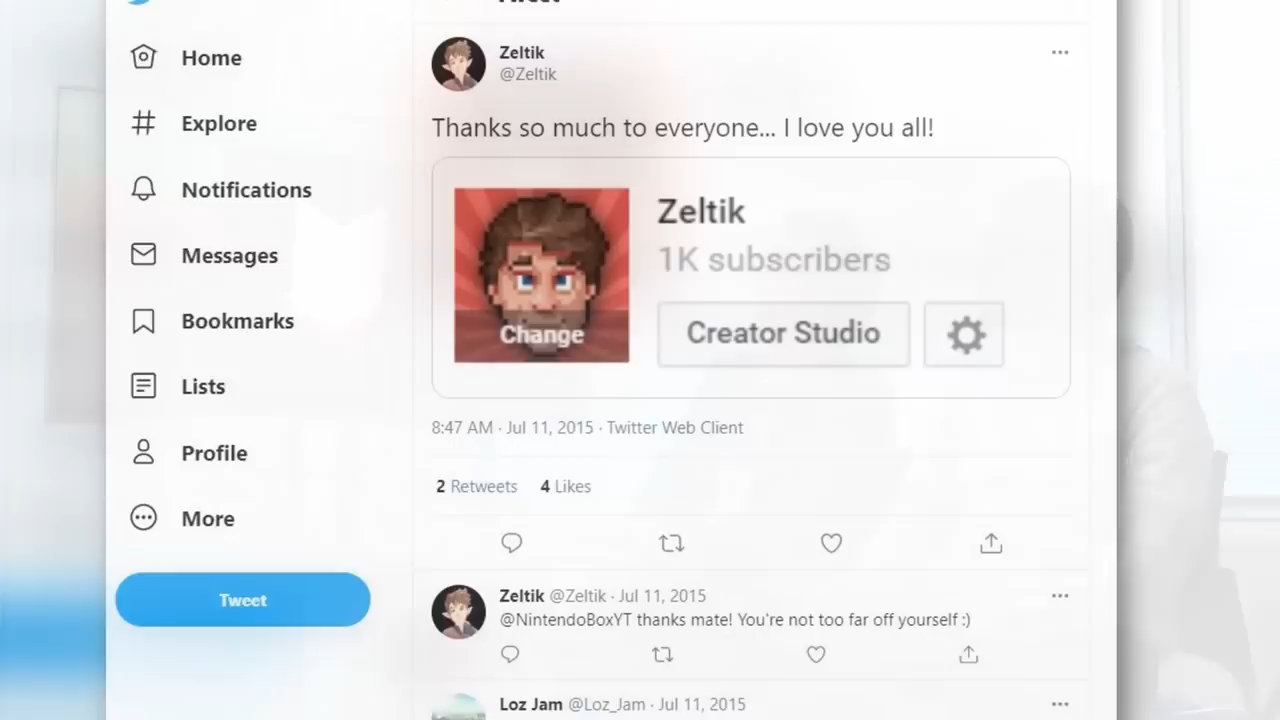 Tweet
Home
Explore
Notifications
Messages
Bookmarks
Lists
Profile
More
Tweet
Zeltik
@Zeltik
Thanks so much to everyone... I love you all!
Zeltik
1K subscribers
Change
Creator Studio
8:47 AM · Jul 11, 2015 · Twitter Web Client
2 Retweets 4 Likes
Zeltik @Zeltik · Jul 11, 2015
@NintendoBoxYT thanks mate! You're not too far off yourself :)
Loz Jam @Loz_Jam · Jul 11, 2015